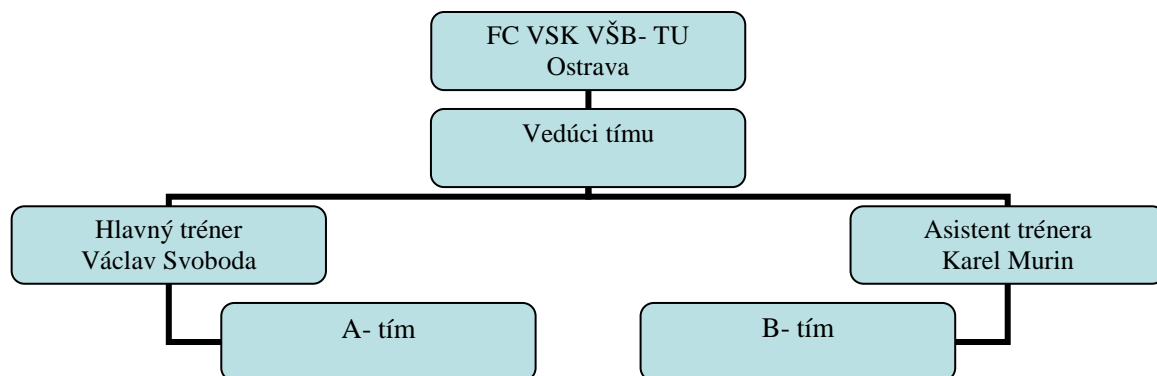 FC VSK VŠB- TU
Ostrava
Vedúci tímu
Hlavný tréner
Václav Svoboda
Asistent trénera
Karel Murin
A- tím
B- tím